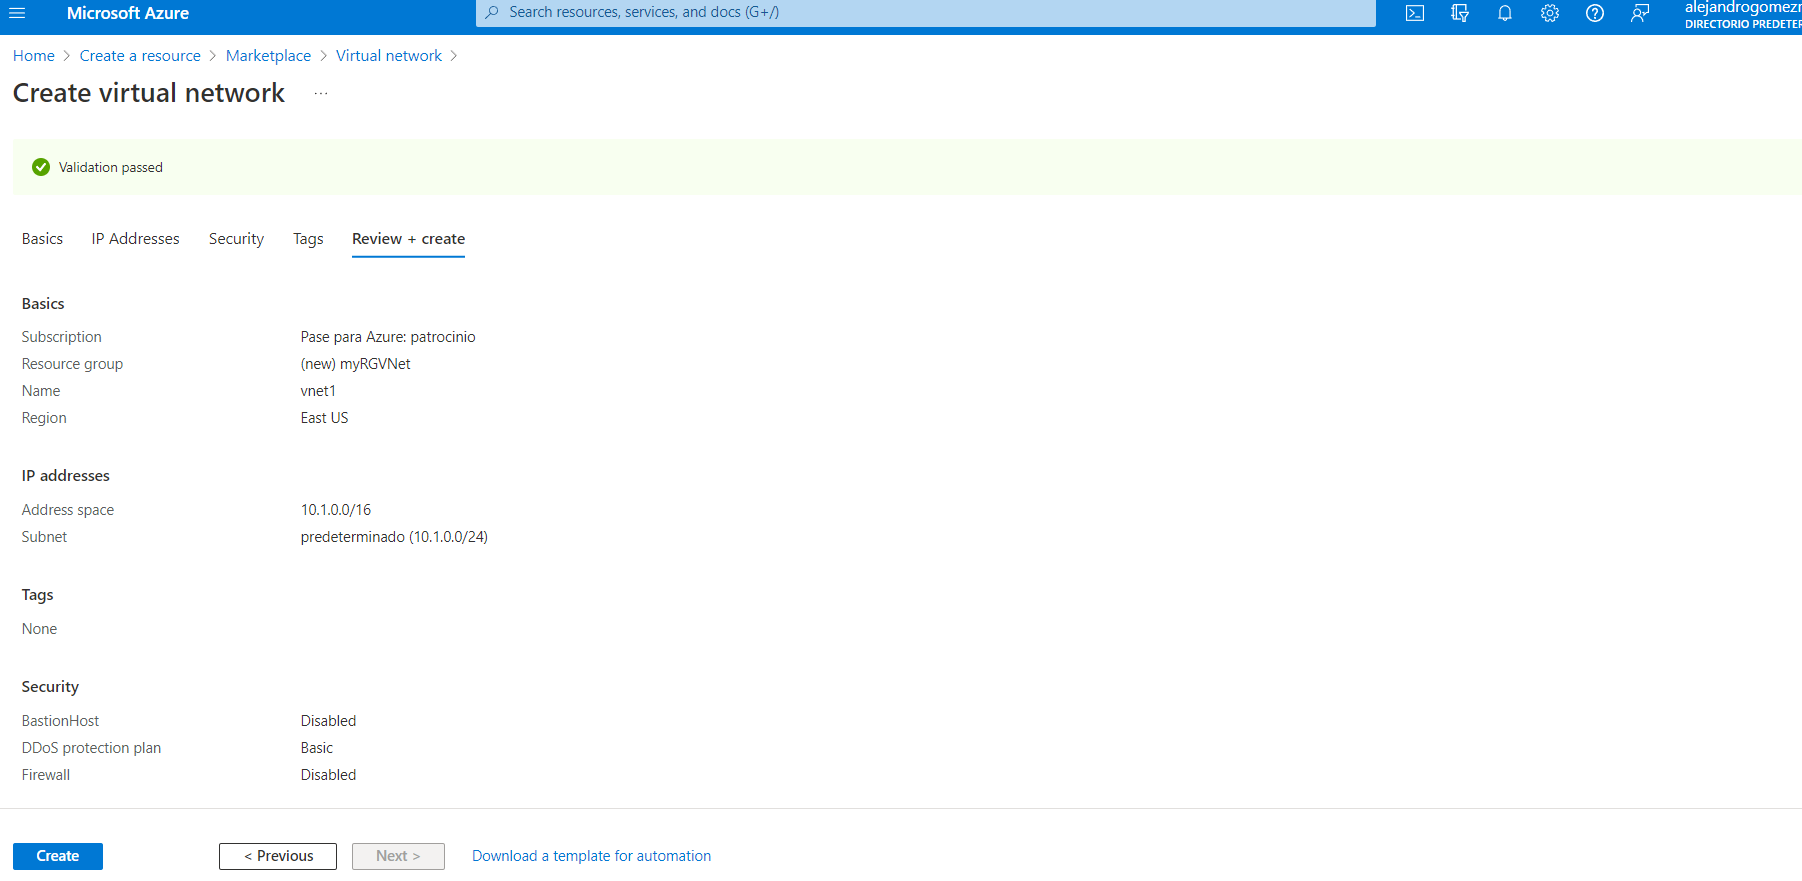 Microsoft Azure
Search resources, services, and docs (G+/)
alejandrogomezr
DIRECTORIO PREDETER
Home > Create a resource > Marketplace > Virtual network >
Create virtual network ...
Validation passed
Basics IP Addresses Security Tags Review + create
Basics
Subscription Pase para Azure: patrocinio
Resource group (new) myRGVNet
Name vnet1
Region East US
IP addresses
Address space 10.1.0.0/16
Subnet predeterminado (10.1.0.0/24)
Tags
None
Security
BastionHost Disabled
DDoS protection plan Basic
Firewall Disabled
Create < Previous Next > Download a template for automation